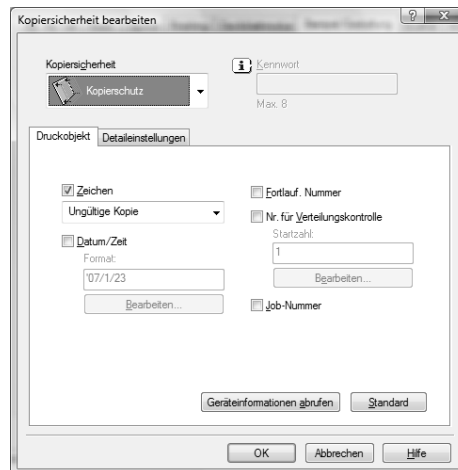 Kopiersicherheit bearbeiten
Kopiersicherheit
Kopierschutz
Kennwort
Max. 8
Druckobjekt
Detaileinstellungen
Zeichen
Ungültige Kopie
Datum/Zeit
Format:
'07/1/23
Bearbeiten...
Fortlauf. Nummer
Nr. für Verteilungskontrolle
Startzahl:
1
Bearbeiten...
Job-Nummer
Geräteinformationen abrufen
Standard
OK
Abbrechen
Hilfe